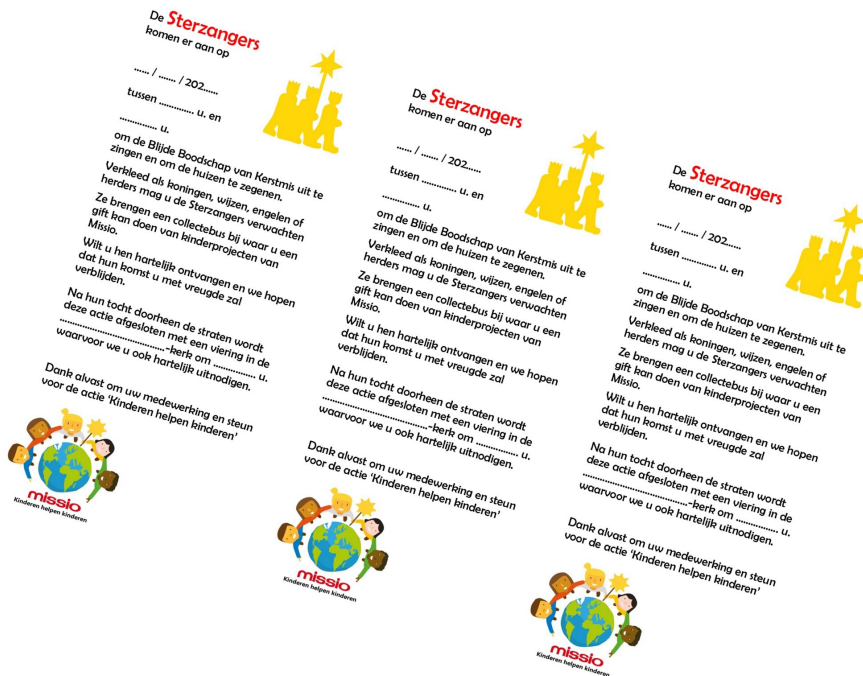 De Sterzangers
komen er aan op
...... / ...... / 202......
tussen ............. u. en
.............. u.
om de Blijde Boodschap van Kerstmis uit te
zingen en om de huizen te zegenen.
Verkleed als koningen, wijzen, engelen of
herders mag u de Sterzangers verwachten
Ze brengen een collectebus bij waar u een
gift kan doen van kinderprojecten van
Missio.
Wilt u hen hartelijk ontvangen en we hopen
dat hun komst u met vreugde zal
verblijden.
Na hun tocht doorheen de straten wordt
deze actie afgesloten met een viering in de
.......................................-kerk om ............... u.
waarvoor we u ook hartelijk uitnodigen.
Dank alvast om uw medewerking en steun
voor de actie ‘Kinderen helpen kinderen’
missio
Kinderen helpen kinderen
De Sterzangers
komen er aan op
...... / ...... / 202......
tussen ............. u. en
.............. u.
om de Blijde Boodschap van Kerstmis uit te
zingen en om de huizen te zegenen.
Verkleed als koningen, wijzen, engelen of
herders mag u de Sterzangers verwachten
Ze brengen een collectebus bij waar u een
gift kan doen van kinderprojecten van
Missio.
Wilt u hen hartelijk ontvangen en we hopen
dat hun komst u met vreugde zal
verblijden.
Na hun tocht doorheen de straten wordt
deze actie afgesloten met een viering in de
.......................................-kerk om ............... u.
waarvoor we u ook hartelijk uitnodigen.
Dank alvast om uw medewerking en steun
voor de actie ‘Kinderen helpen kinderen’
missio
Kinderen helpen kinderen
De Sterzangers
komen er aan op
...... / ...... / 202......
tussen ............. u. en
.............. u.
om de Blijde Boodschap van Kerstmis uit te
zingen en om de huizen te zegenen.
Verkleed als koningen, wijzen, engelen of
herders mag u de Sterzangers verwachten
Ze brengen een collectebus bij waar u een
gift kan doen van kinderprojecten van
Missio.
Wilt u hen hartelijk ontvangen en we hopen
dat hun komst u met vreugde zal
verblijden.
Na hun tocht doorheen de straten wordt
deze actie afgesloten met een viering in de
.......................................-kerk om ............... u.
waarvoor we u ook hartelijk uitnodigen.
Dank alvast om uw medewerking en steun
voor de actie ‘Kinderen helpen kinderen’
missio
Kinderen helpen kinderen